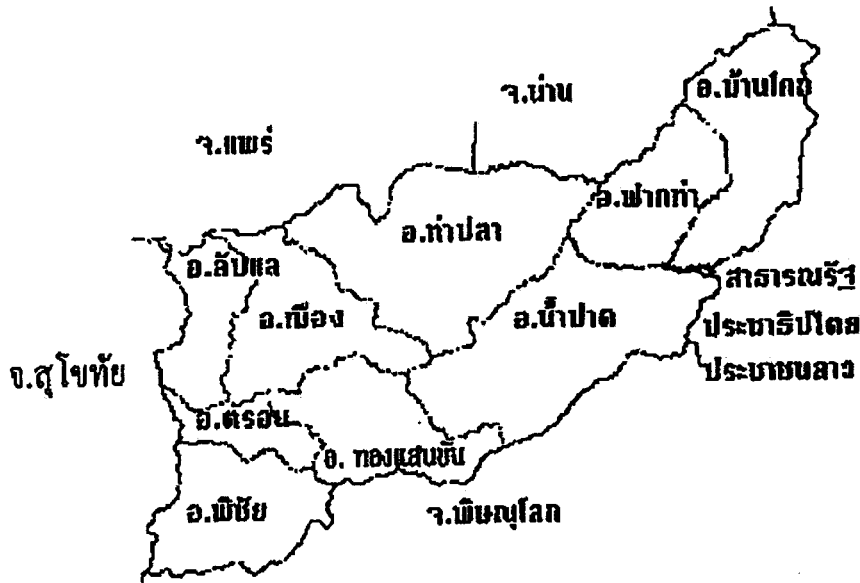 อ.บ้านโคก
จ.น่าน
จ.แพร่
อ.ฟากท่า
อ.ท่าปลา
อ.ลับแล
สาธารณรัฐ
ประชาธิปไตย
ประชาชนลาว
อ.เมือง
อ.น้ำปาด
จ.สุโขทัย
อ.ตรอน
อ. ทองแสนขัน
อ.พิชัย
จ.พิษณุโลก